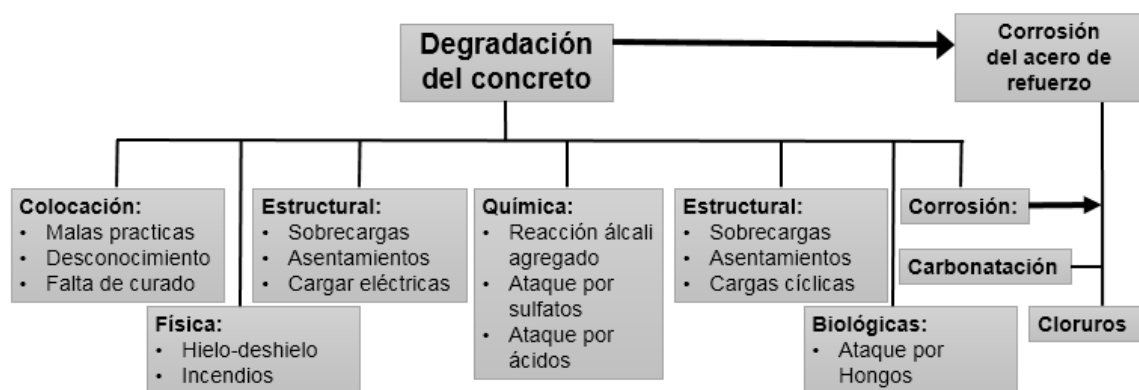 Degradación
del concreto
Corrosión
del acero de
refuerzo
Colocación:
• Malas practicas
• Desconocimiento
• Falta de curado
Física:
• Hielo-deshielo
• Incendios
Estructural:
• Sobrecargas
• Asentamientos
• Cargar eléctricas
Química:
• Reacción álcali
agregado
• Ataque por
sulfatos
• Ataque por
ácidos
Estructural:
• Sobrecargas
• Asentamientos
• Cargas cíclicas
Biológicas:
• Ataque por
Hongos
Corrosión:
Carbonatación
Cloruros